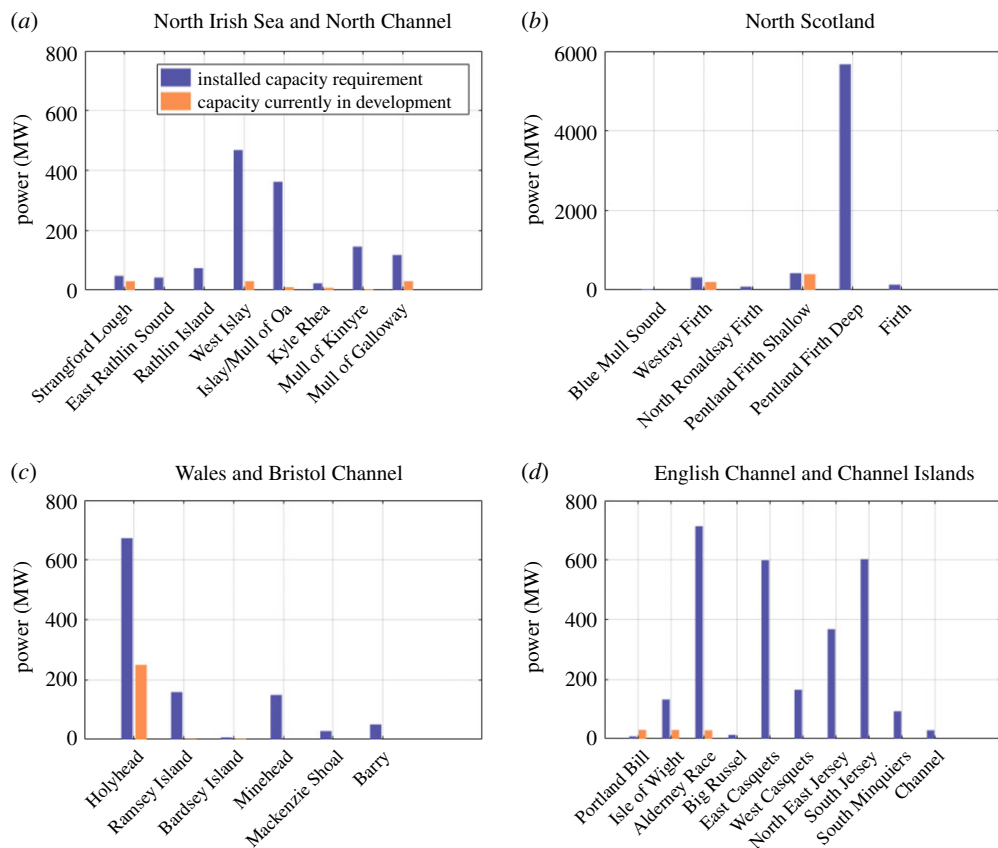 (a) North Irish Sea and North Channel
800
600
400
200
0
power (MW)
installed capacity requirement
capacity currently in development
Strangford Lough
East Rathlin Sound
Rathlin Island
West Islay
Islay/Mull of Oa
Kyle Rhea
Mull of Kintyre
Mull of Galloway
(b) North Scotland
6000
4000
2000
0
power (MW)
Blue Mull Sound
Westray Firth
North Ronaldsay Firth
Pentland Firth Shallow
Pentland Firth Deep
Firth
(c) Wales and Bristol Channel
800
600
400
200
0
power (MW)
Holyhead
Ramsey Island
Bardsey Island
Minehead
Mackenzie Shoal
Barry
(d) English Channel and Channel Islands
800
600
400
200
0
power (MW)
Portland Bill
Isle of Wight
Alderney Race
Big Russel
East Casquets
West Casquets
North East Jersey
South Jersey
South Minquiers
Channel